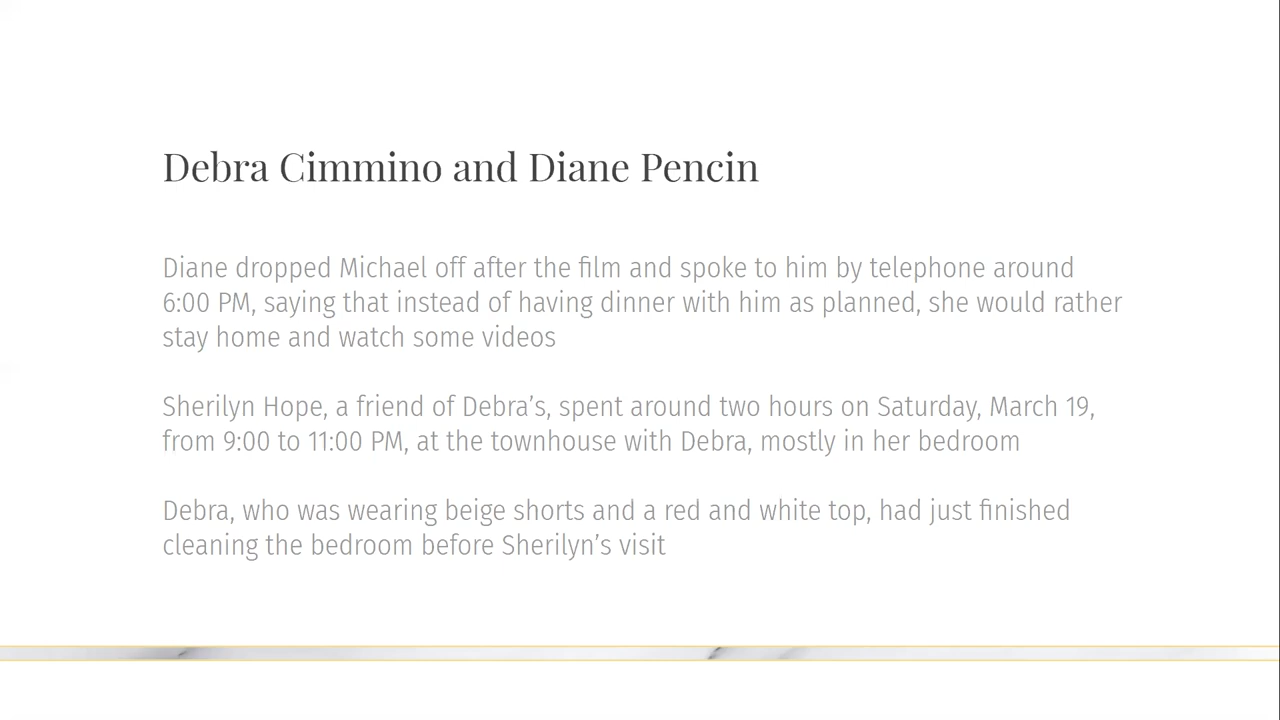 Debra Cimmino and Diane Pencin
Diane dropped Michael off after the film and spoke to him by telephone around
6:00 PM, saying that instead of having dinner with him as planned, she would rather
stay home and watch some videos
Sherilyn Hope, a friend of Debra’s, spent around two hours on Saturday, March 19,
from 9:00 to 11:00 PM, at the townhouse with Debra, mostly in her bedroom
Debra, who was wearing beige shorts and a red and white top, had just finished
cleaning the bedroom before Sherilyn’s visit